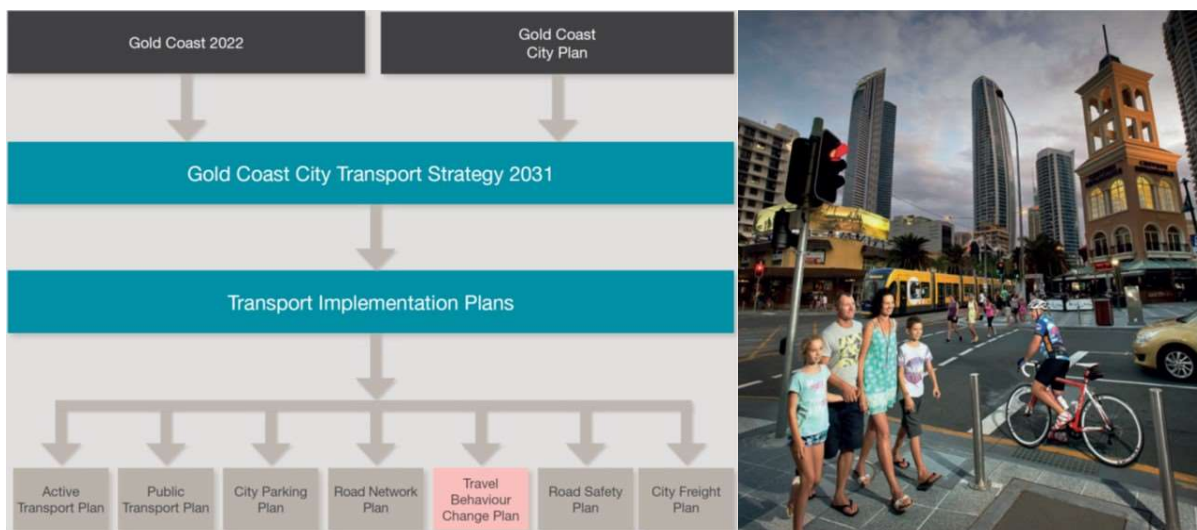 Gold Coast 2022
Gold Coast
City Plan
Gold Coast City Transport Strategy 2031
Transport Implementation Plans
Active
Transport Plan
Public
Transport Plan
City Parking
Plan
Road Network
Plan
Travel
Behaviour
Change Plan
Road Safety
Plan
City Freight
Plan